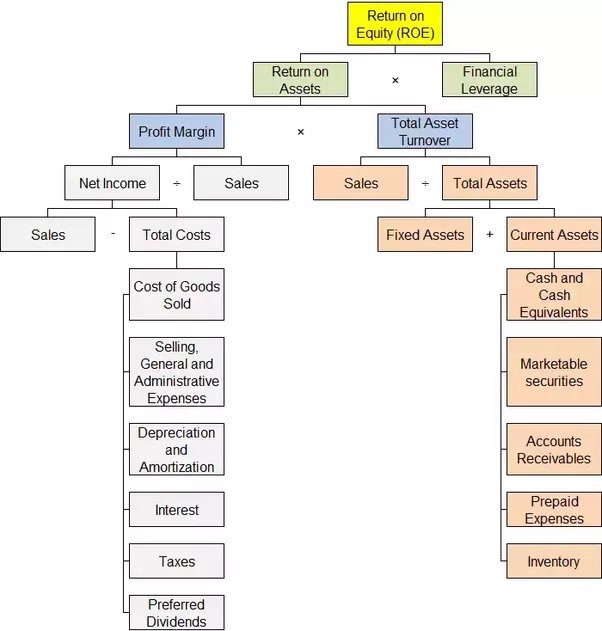 Return on
Equity (ROE)
Return on
Assets
×
Financial
Leverage
Profit Margin
×
Total Asset
Turnover
Net Income
÷
Sales
Sales
÷
Total Assets
Sales
-
Total Costs
Fixed Assets
+
Current Assets
Cost of Goods
Sold
Selling,
General and
Administrative
Expenses
Depreciation
and
Amortization
Interest
Taxes
Preferred
Dividends
Cash and
Cash
Equivalents
Marketable
securities
Accounts
Receivables
Prepaid
Expenses
Inventory